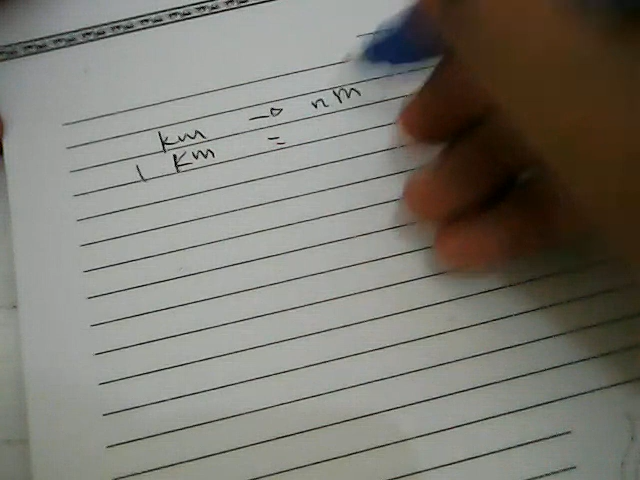 km → nm
1 km =